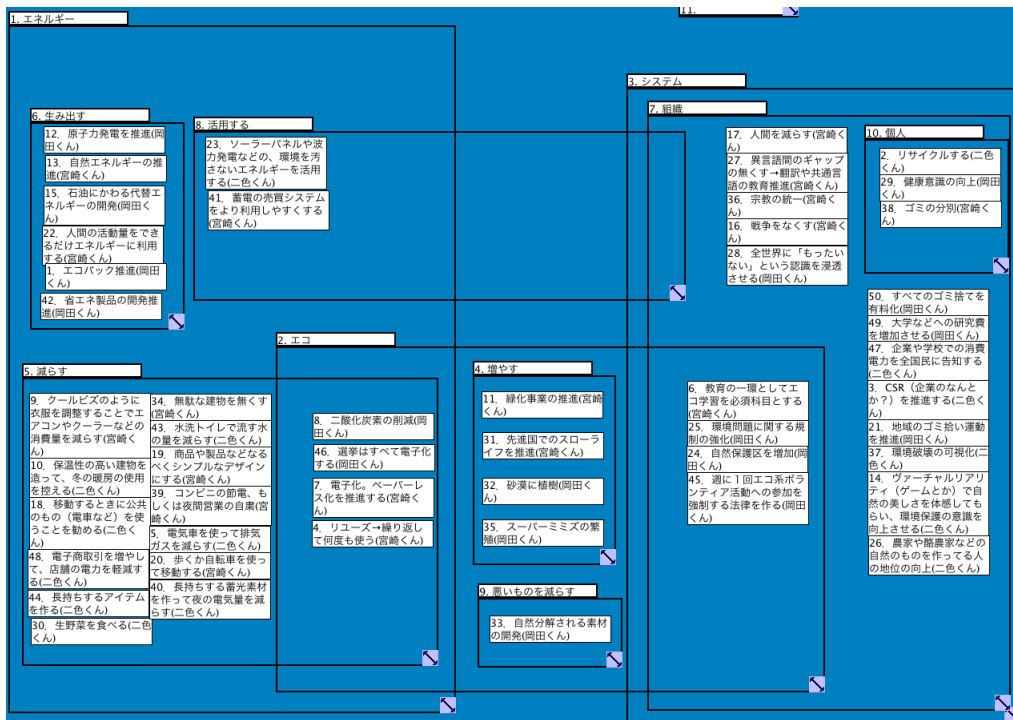 1. エネルギー
11.
3. システム
7. 組織
6. 生み出す
12. 原子力発電を推進(岡
田くん)
13. 自然エネルギーの推
進(宮崎くん)
15. 石油にかわる代替エ
ネルギーの開発(岡田く
ん)
22. 人間の活動量をでき
るだけエネルギーに利用
する(宮崎くん)
1. エコバック推進(岡田
くん)
42. 省エネ製品の開発推
進(岡田くん)
8. 活用する
23. ソーラーパネルや波
力発電などの、環境を汚
さないエネルギーを活用
する(二色くん)
41. 蓄電の売買システム
をより利用しやすくする
(宮崎くん)
17. 人間を減らす(宮崎く
ん)
27. 異言語間のギャップ
の無くす→翻訳や共通言
語の教育推進(宮崎くん)
36. 宗教の統一(宮崎く
ん)
16. 戦争をなくす(宮崎く
ん)
28. 全世界に「もったい
ない」という認識を浸透
させる(岡田くん)
10. 個人
2. リサイクルする(二色
くん)
29. 健康意識の向上(岡田
くん)
38. ゴミの分別(宮崎く
ん)
50. すべてのゴミ捨てを
有料化(岡田くん)
49. 大学などへの研究費
を増加させる(岡田くん)
47. 企業や学校での消費
電力を全国民に告知する
(二色くん)
3. CSR（企業のなんと
か？）を推進する(二色
くん)
21. 地域のゴミ拾い運動
を推進(岡田くん)
37. 環境破壊の可視化(二
色くん)
14. ヴァーチャルリアリ
ティ（ゲームとか）で自
然の美しさを体感しても
らい、環境保護の意識を
向上させる(二色くん)
26. 農家や酪農家などの
自然のものを作ってる人
の地位の向上(二色くん)
2. エコ
5. 減らす
9. クールビズのように
衣服を調整することでエ
アコンやクーラーなどの
消費量を減らす(宮崎く
ん)
10. 保温性の高い建物を
造って、冬の暖房の使用
を控える(二色くん)
18. 移動するときに公共
のもの（電車など）を使
うことを勧める(二色く
ん)
48. 電子商取引を増やし
て、店舗の電力を軽減す
る(二色くん)
44. 長持ちするアイテム
を作る(二色くん)
30. 生野菜を食べる(二色
くん)
34. 無駄な建物を無くす
(宮崎くん)
43. 水洗トイレで流す水
の量を減らす(二色くん)
19. 商品や製品などなる
べくシンプルなデザイン
にする(宮崎くん)
39. コンビニの節電、も
しくは夜間営業の自粛(宮
崎くん)
5. 電気車を使って排気
ガスを減らす(二色くん)
20. 歩くか自転車を使っ
て移動する(宮崎くん)
40. 長持ちする蓄光素材
を作って夜の電気量を減
らす(二色くん)
8. 二酸化炭素の削減(岡
田くん)
46. 選挙はすべて電子化
する(岡田くん)
7. 電子化。ペーパーレ
ス化を推進する(宮崎く
ん)
4. リユーズ→繰り返し
て何度も使う(宮崎くん)
4. 増やす
11. 緑化事業の推進(宮崎
くん)
31. 先進国でのスローラ
イフを推進(宮崎くん)
32. 砂漠に植樹(岡田く
ん)
35. スーパーミミズの繁
殖(岡田くん)
9. 悪いものを減らす
33. 自然分解される素材
の開発(岡田くん)
6. 教育の一環としてエ
コ学習を必須科目とする
(宮崎くん)
25. 環境問題に関する規
制の強化(岡田くん)
24. 自然保護区を増加(岡
田くん)
45. 週に１回エコ系ボラ
ンティア活動への参加を
強制する法律を作る(岡田
くん)